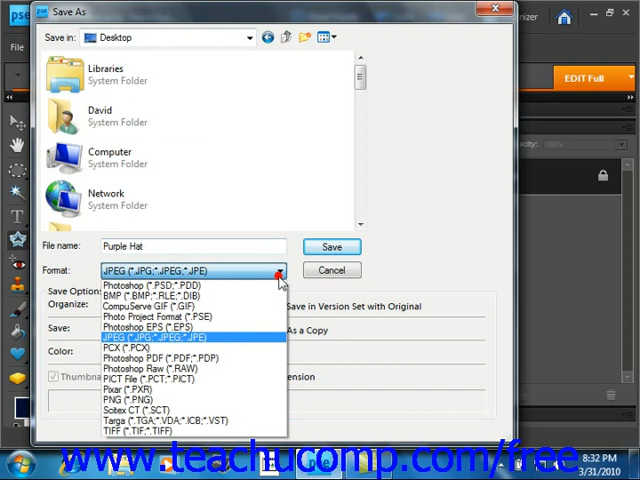 pse
Save As
File
nizer
EDIT Full
Save in:
Desktop
Libraries
System Folder
David
System Folder
Computer
System Folder
Network
System Folder
File name:
Purple Hat
Save
Format:
JPEG (*.JPG;*.JPEG;*.JPE)
Cancel
Photoshop (*.PSD;*.PDD)
BMP (*.BMP;*.RLE;*.DIB)
CompuServe GIF (*.GIF)
Photo Project Format (*.PSE)
Photoshop EPS (*.EPS)
JPEG (*.JPG;*.JPEG;*.JPE)
PCX (*.PCX)
Photoshop PDF (*.PDF;*.PDP)
Photoshop Raw (*.RAW)
PICT File (*.PCT;*.PICT)
Pixar (*.PXR)
PNG (*.PNG)
Scitex CT (*.SCT)
Targa (*.TGA;*.VDA;*.ICB;*.VST)
TIFF (*.TIF;*.TIFF)
Save Option
Organize:
Save in Version Set with Original
Save:
As a Copy
Color:
Thumbna
ension
www.teachucomp.com/free
8:32 PM
3/31/2010